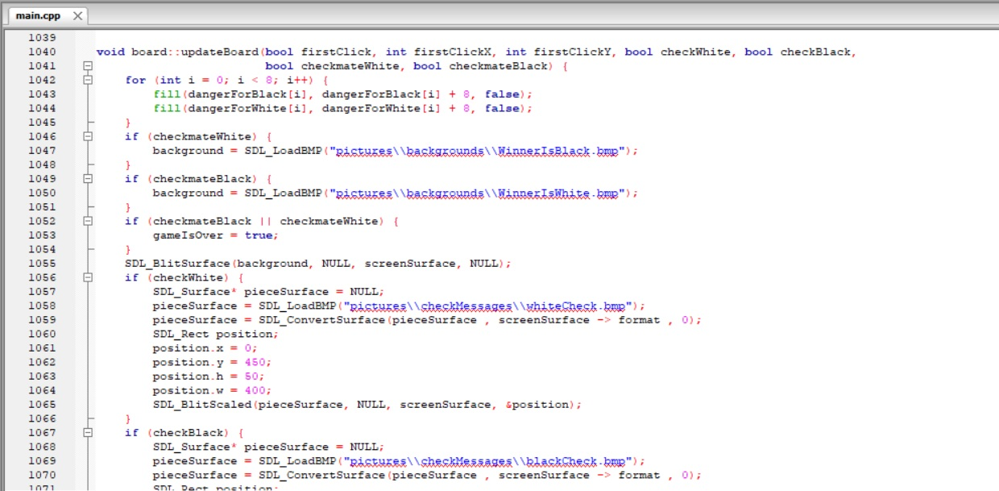 main.cpp
1039
1040 void board::updateBoard(bool firstClick, int firstClickX, int firstClickY, bool checkWhite, bool checkBlack,
1041                         bool checkmateWhite, bool checkmateBlack) {
1042     for (int i = 0; i < 8; i++) {
1043         fill(dangerForBlack[i], dangerForBlack[i] + 8, false);
1044         fill(dangerForWhite[i], dangerForWhite[i] + 8, false);
1045     }
1046     if (checkmateWhite) {
1047         background = SDL_LoadBMP("pictures\\backgrounds\\WinnerIsBlack.bmp");
1048     }
1049     if (checkmateBlack) {
1050         background = SDL_LoadBMP("pictures\\backgrounds\\WinnerIsWhite.bmp");
1051     }
1052     if (checkmateBlack || checkmateWhite) {
1053         gameIsOver = true;
1054     }
1055     SDL_BlitSurface(background, NULL, screenSurface, NULL);
1056     if (checkWhite) {
1057         SDL_Surface* pieceSurface = NULL;
1058         pieceSurface = SDL_LoadBMP("pictures\\checkMessages\\whiteCheck.bmp");
1059         pieceSurface = SDL_ConvertSurface(pieceSurface , screenSurface -> format , 0);
1060         SDL_Rect position;
1061         position.x = 0;
1062         position.y = 450;
1063         position.h = 50;
1064         position.w = 400;
1065         SDL_BlitScaled(pieceSurface, NULL, screenSurface, &position);
1066     }
1067     if (checkBlack) {
1068         SDL_Surface* pieceSurface = NULL;
1069         pieceSurface = SDL_LoadBMP("pictures\\checkMessages\\blackCheck.bmp");
1070         pieceSurface = SDL_ConvertSurface(pieceSurface , screenSurface -> format , 0);
1071         SDL_Rect position;